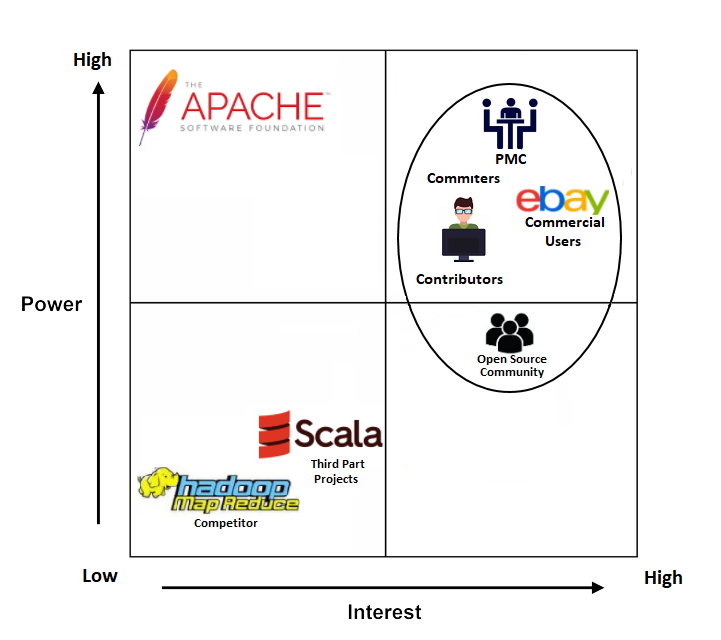 High
THE
APACHE™
SOFTWARE FOUNDATION
PMC
Commiters
ebay
Commercial
Users
Contributors
Power
Open Source
Community
Scala
Third Part
Projects
hadoop
Map Reduce
Competitor
Low
High
Interest